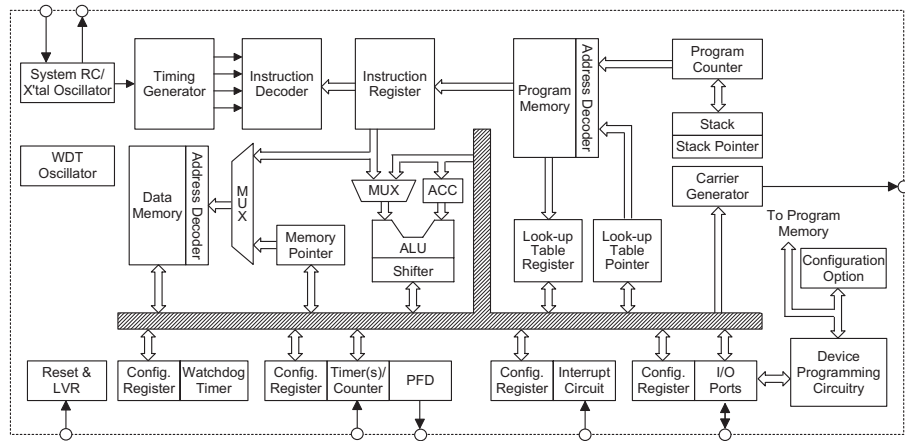 System RC/
X'tal Oscillator
Timing
Generator
Instruction
Decoder
Instruction
Register
Program
Memory
Address Decoder
Program
Counter
Stack
Stack Pointer
WDT
Oscillator
Data
Memory
Address Decoder
MUX
Memory
Pointer
MUX
ACC
ALU
Shifter
Look-up
Table
Register
Look-up
Table
Pointer
Carrier
Generator
To Program
Memory
Configuration
Option
Reset &
LVR
Config.
Register
Watchdog
Timer
Config.
Register
Timer(s)/
Counter
PFD
Config.
Register
Interrupt
Circuit
Config.
Register
I/O
Ports
Device
Programming
Circuitry